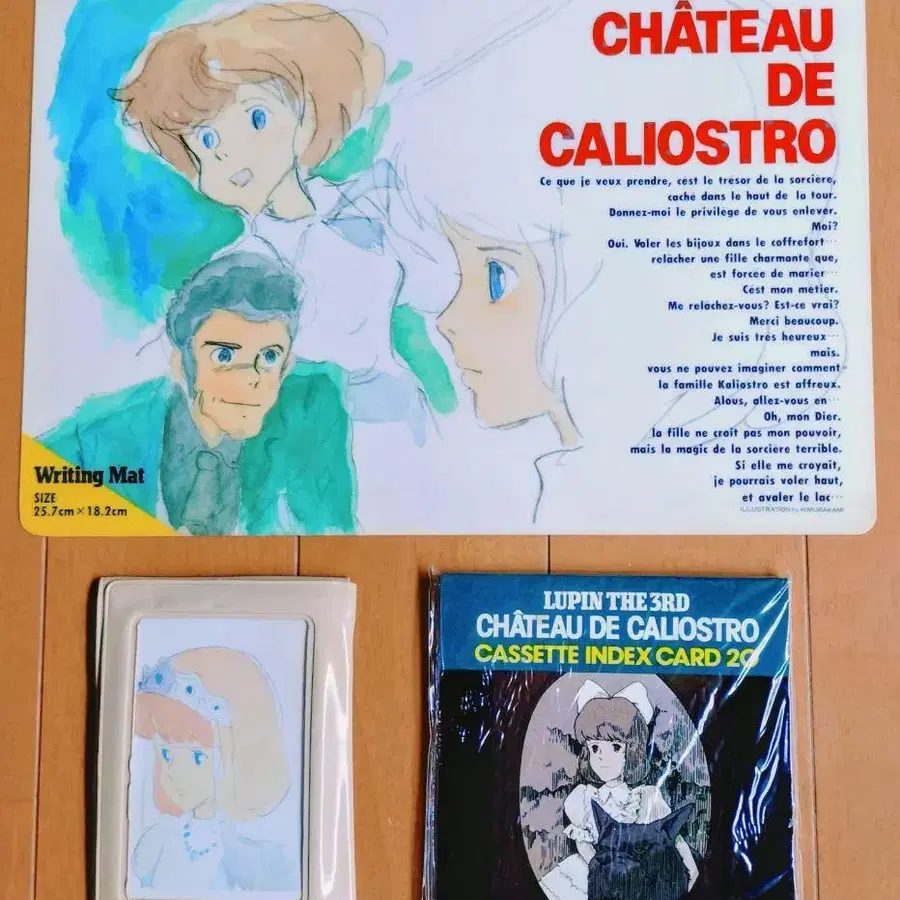 CHÂTEAU
DE
CALIOSTRO
Ce que je veux prendre, cést le tresor de la sorciere,
cache dans le haut de la tour.
Donnez-moi le privilege de vous enlever.
Moi?
Oui. Voler les bijoux dans le coffrefort…
relacher une fille charmante que,
est forcée de marier…
Cést mon métier.
Me relachez-vous? Est-ce vrai?
Merci beaucoup.
Je suis tres heureux…
mais.
vous ne pouvez imaginer comment
la famille Kaliostro est affreux.
Alous, allez-vous en…
Oh, mon Dier.
la fille ne croit pas mon pouvoir,
mais la magic de la sorciere terrible.
Si elle me croyait,
je pourrais voler haut,
et avaler le lac…
ILLUSTRATION by
Writing Mat
SIZE
25.7cm×18.2cm
LUPIN THE 3RD
CHÂTEAU DE CALIOSTRO
CASSETTE INDEX CARD 20